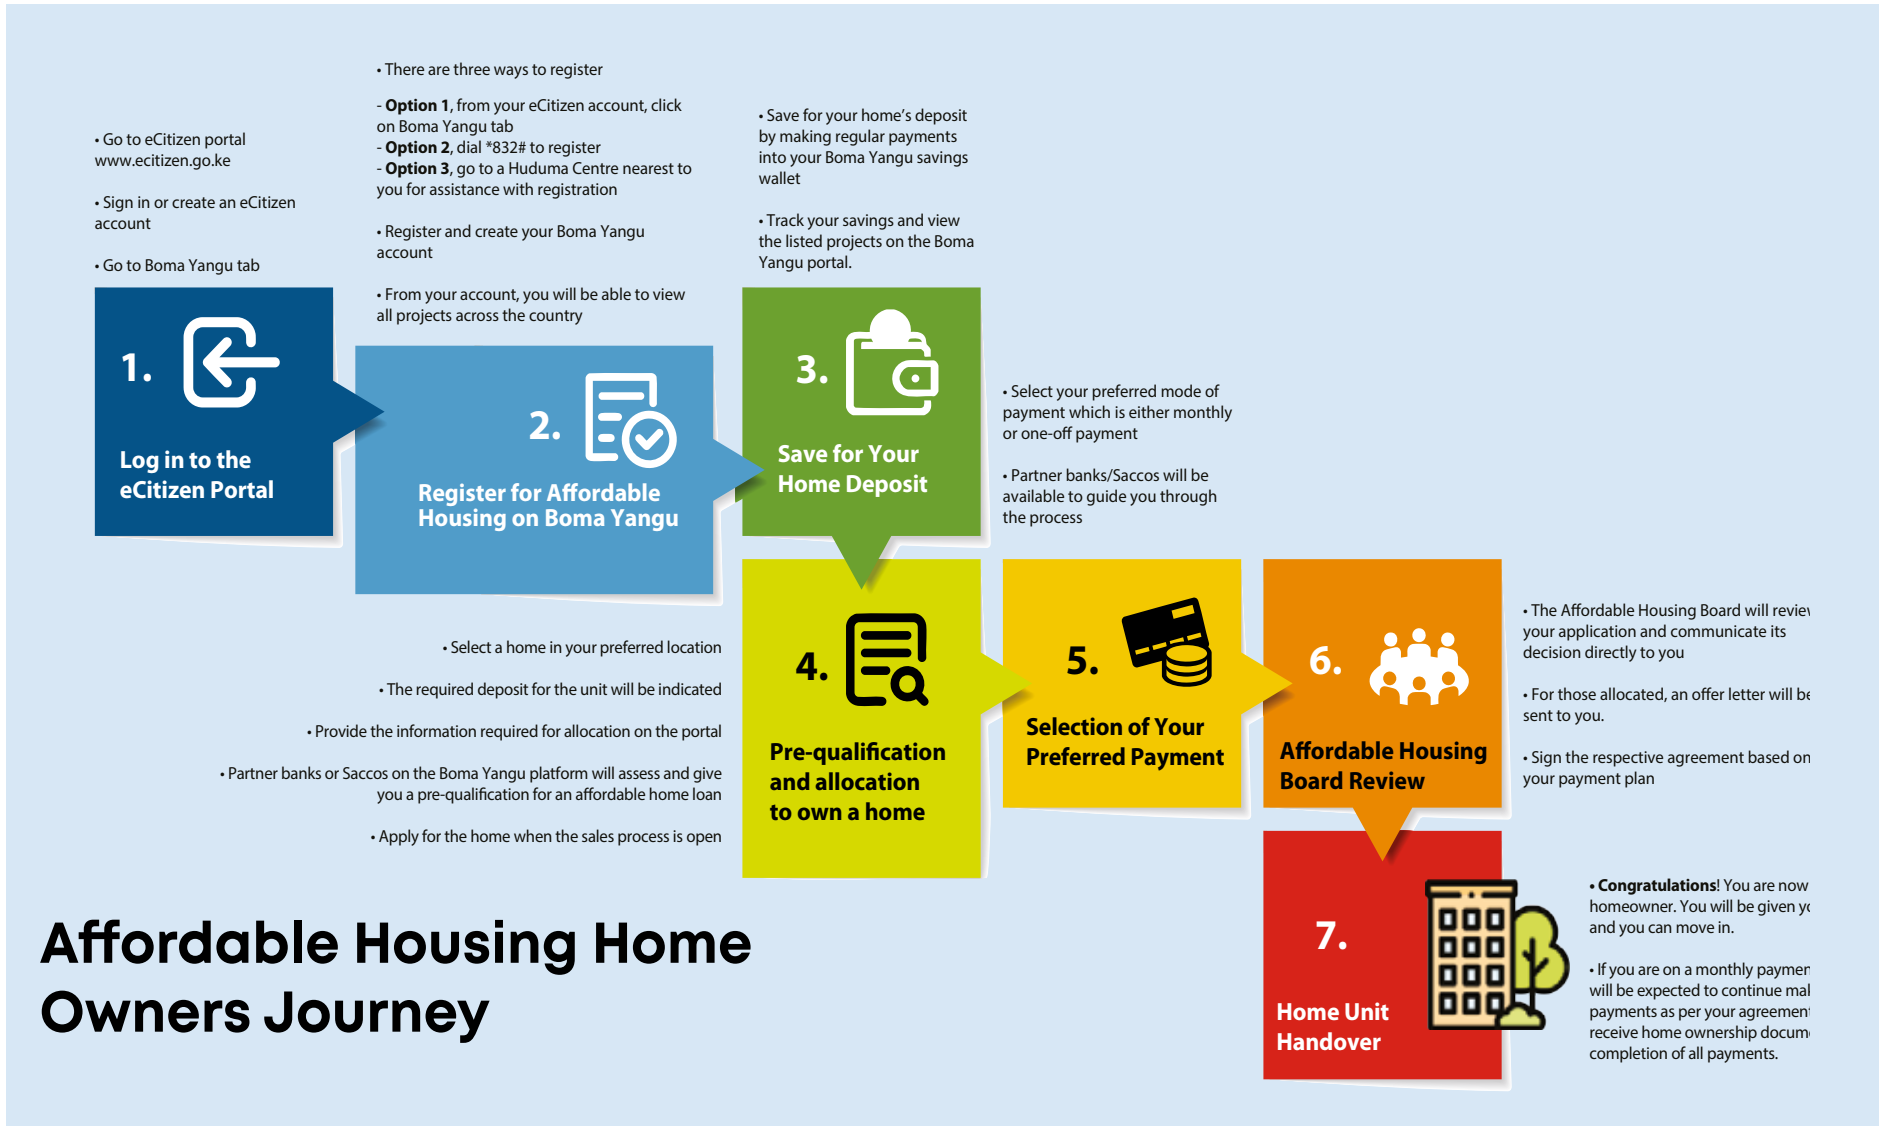 • Go to eCitizen portal
www.ecitizen.go.ke
• Sign in or create an eCitizen
account
• Go to Boma Yangu tab
1.
Log in to the
eCitizen Portal
• There are three ways to register
- Option 1, from your eCitizen account, click
on Boma Yangu tab
- Option 2, dial *832# to register
- Option 3, go to a Huduma Centre nearest to
you for assistance with registration
• Register and create your Boma Yangu
account
• From your account, you will be able to view
all projects across the country
2.
Register for Affordable
Housing on Boma Yangu
• Save for your home's deposit
by making regular payments
into your Boma Yangu savings
wallet
• Track your savings and view
the listed projects on the Boma
Yangu portal.
3.
Save for Your
Home Deposit
• Select a home in your preferred location
• The required deposit for the unit will be indicated
• Provide the information required for allocation on the portal
• Partner banks or Saccos on the Boma Yangu platform will assess and give
you a pre-qualification for an affordable home loan
• Apply for the home when the sales process is open
4.
Pre-qualification
and allocation
to own a home
• Select your preferred mode of
payment which is either monthly
or one-off payment
• Partner banks/Saccos will be
available to guide you through
the process
5.
Selection of Your
Preferred Payment
6.
Affordable Housing
Board Review
• The Affordable Housing Board will
your application and communicate its
decision directly to you
• For those allocated, an offer letter will be
sent to you.
• Sign the respective agreement based on
your payment plan
7.
Home Unit
Handover
• Congratulations! You are now
homeowner. You will be given
and you can move in.
• If you are on a monthly
will be expected to continue
payments as per your agreement
receive home ownership
completion of all payments.
Affordable Housing Home
Owners Journey